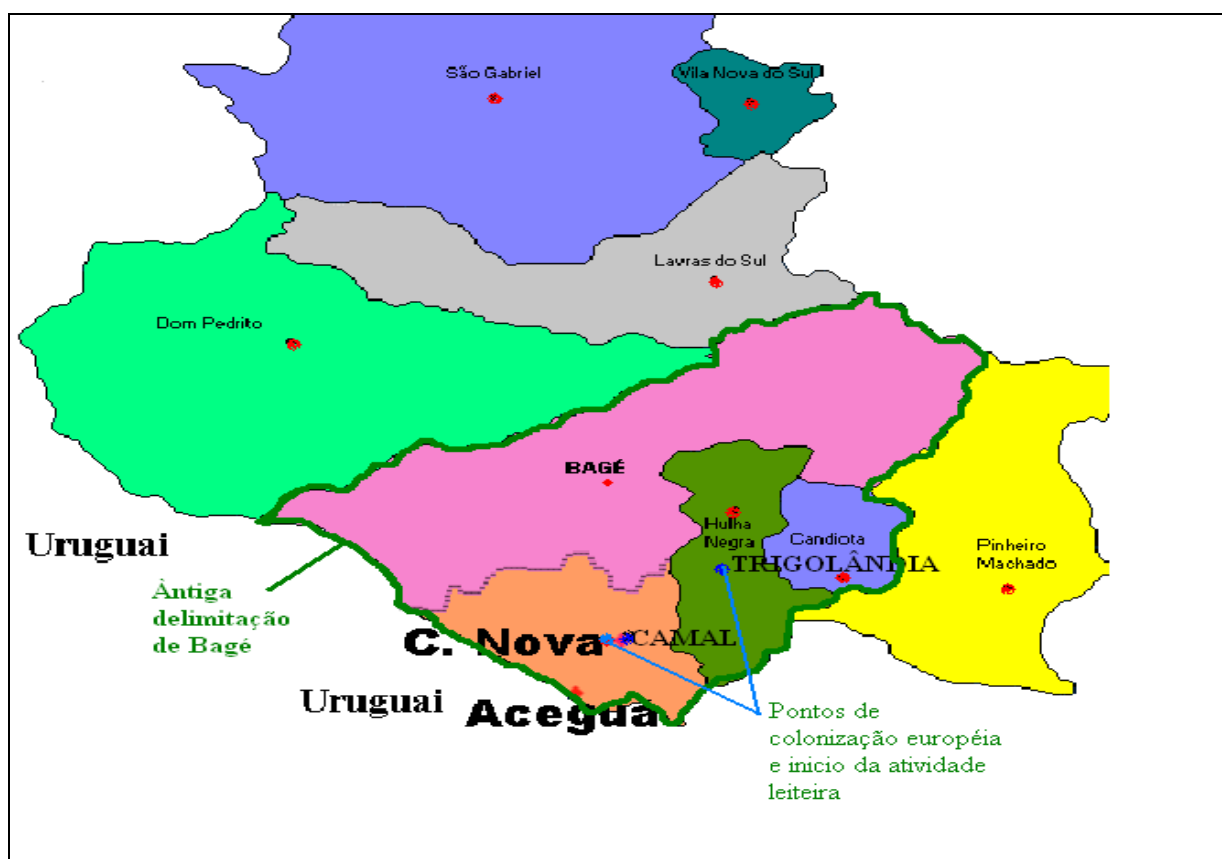 São Gabriel
Vila Nova do Sul
Lavras do Sul
Dom Pedrito
BAGÉ
Hulha
Negra
Candiota
TRIGOLÂNDIA
Pinheiro
Machado
Uruguai
Àntiga
delimitação
de Bagé
C. Nova
CAMAL
Uruguai
Aceguá
Pontos de
colonização européia
e inicio da atividade
leiteira